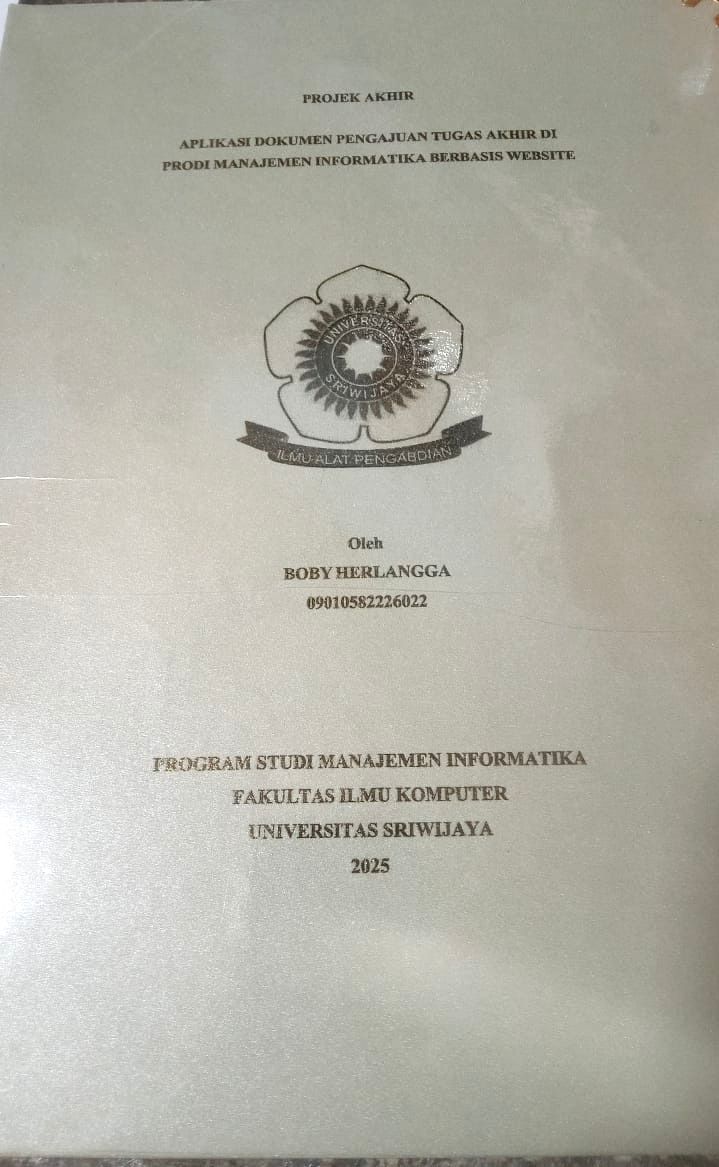 PROJEK AKHIR
APLIKASI DOKUMEN PENGAJUAN TUGAS AKHIR DI
PRODI MANAJEMEN INFORMATIKA BERBASIS WEBSITE
UNIVERSITAS
SRIWIJAYA
ILMU ALAT PENGABDIAN
Oleh
BOBY HERLANGGA
09010582226022
PROGRAM STUDI MANAJEMEN INFORMATIKA
FAKULTAS ILMU KOMPUTER
UNIVERSITAS SRIWIJAYA
2025